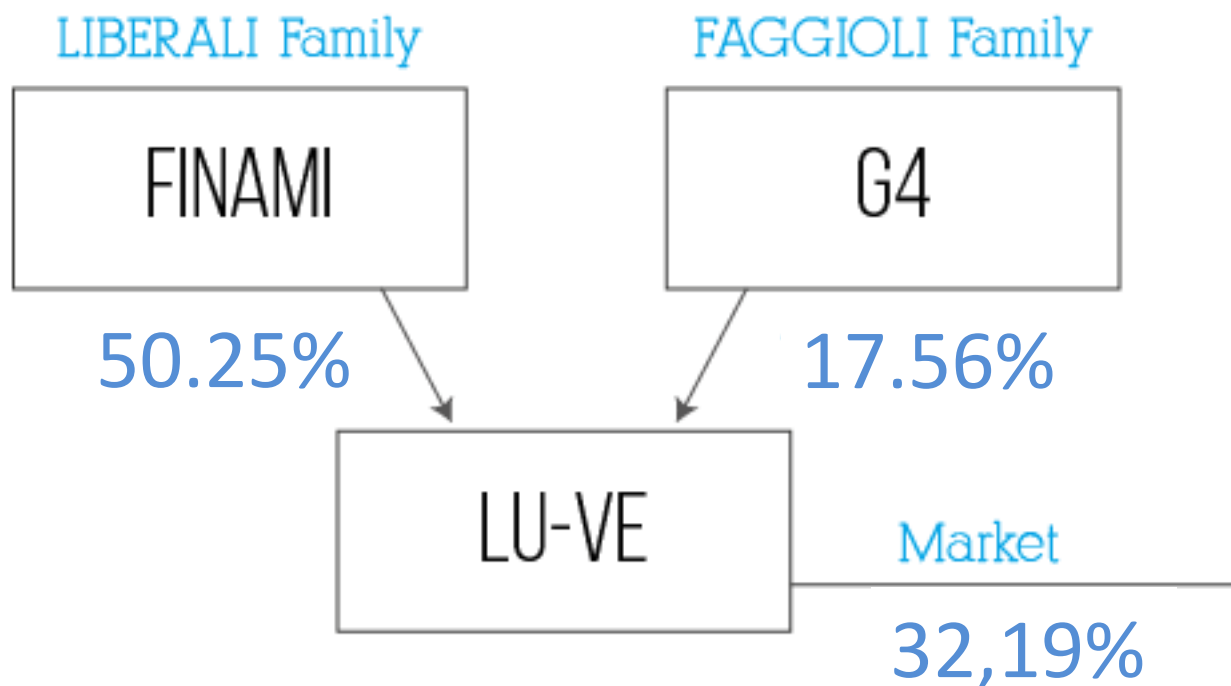 LIBERALI Family
FAGGIOLI Family
FINAMI
G4
50.25%
17.56%
LU-VE
Market
32,19%